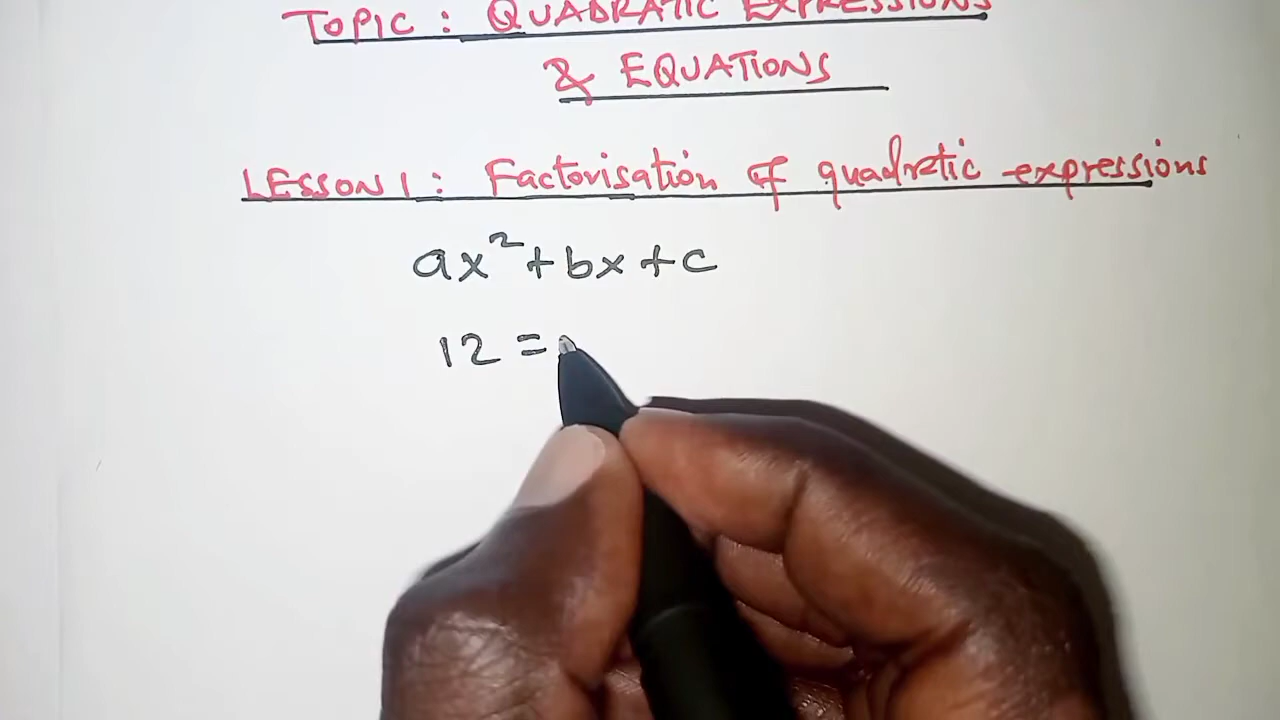 TOPIC : QUADRATIC EXPRESSIONS
& EQUATIONS
LESSON 1 : Factorisation of quadratic expressions
ax²+bx+c
12 =